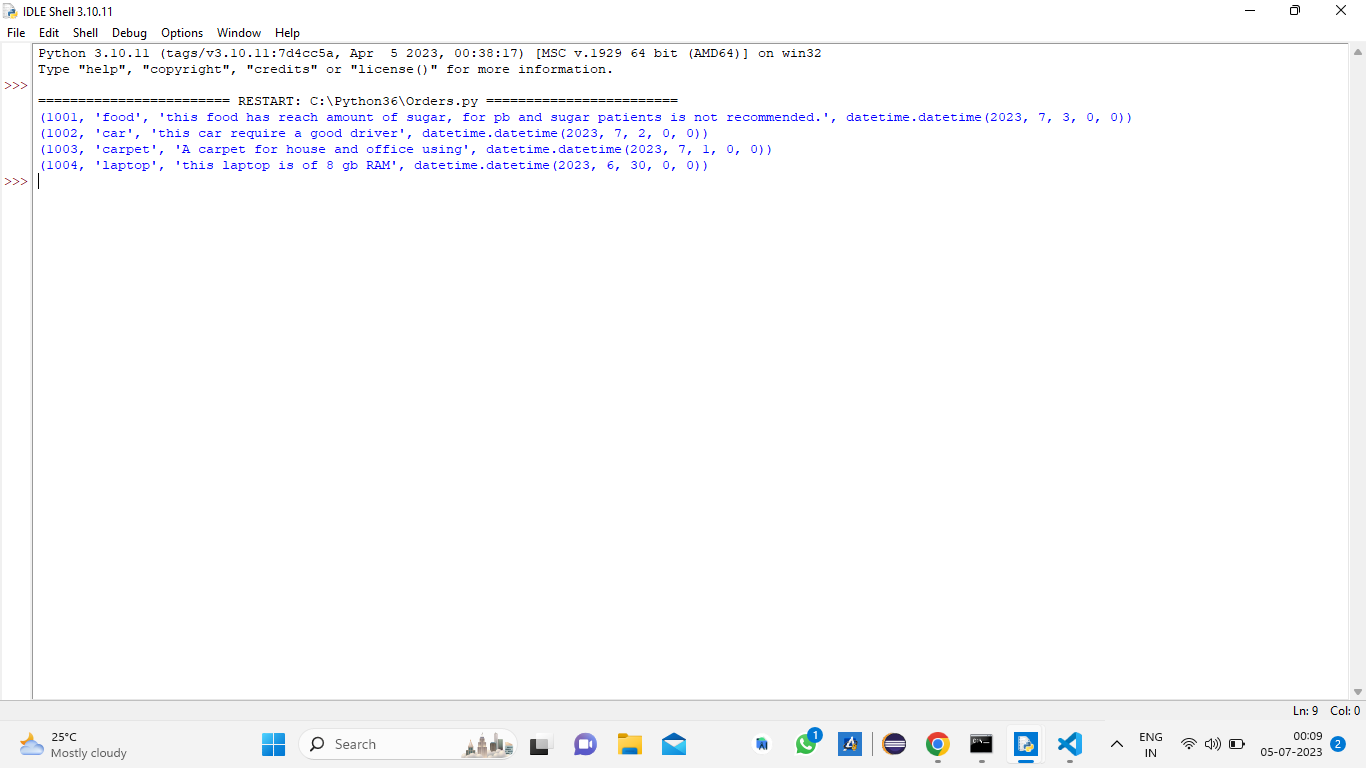 IDLE Shell 3.10.11
File Edit Shell Debug Options Window Help
Python 3.10.11 (tags/v3.10.11:7d4cc5a, Apr  5 2023, 00:38:17) [MSC v.1929 64 bit (AMD64)] on win32
Type "help", "copyright", "credits" or "license()" for more information.
>>>
======================== RESTART: C:\Python36\Orders.py ========================
(1001, 'food', 'this food has reach amount of sugar, for pb and sugar patients is not recommended.', datetime.datetime(2023, 7, 3, 0, 0))
(1002, 'car', 'this car require a good driver', datetime.datetime(2023, 7, 2, 0, 0))
(1003, 'carpet', 'A carpet for house and office using', datetime.datetime(2023, 7, 1, 0, 0))
(1004, 'laptop', 'this laptop is of 8 gb RAM', datetime.datetime(2023, 6, 30, 0, 0))
>>>
Ln: 9 Col: 0
25°C
Mostly cloudy
Search
1
ENG
IN
00:09
05-07-2023
2